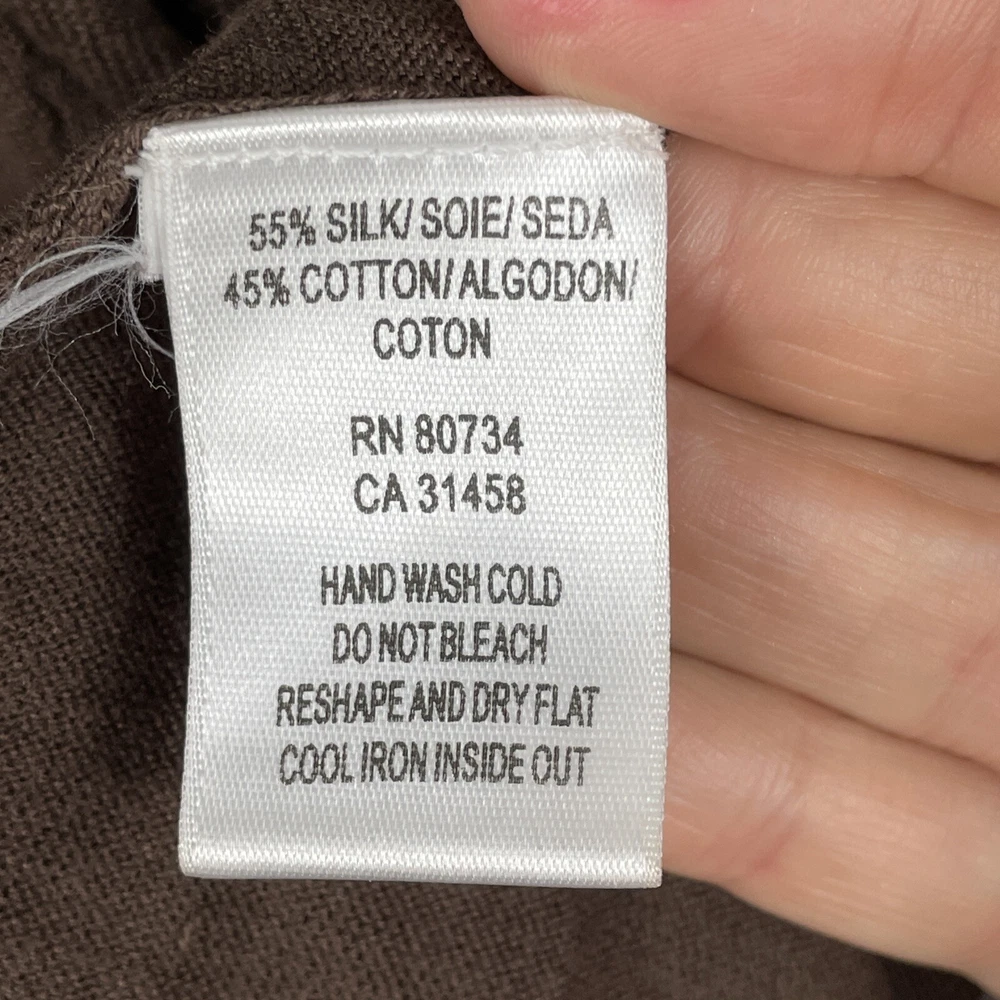 55% SILK/ SOIE/ SEDA
45% COTTON/ ALGODON/
COTON
RN 80734
CA 31458
HAND WASH COLD
DO NOT BLEACH
RESHAPE AND DRY FLAT
COOL IRON INSIDE OUT